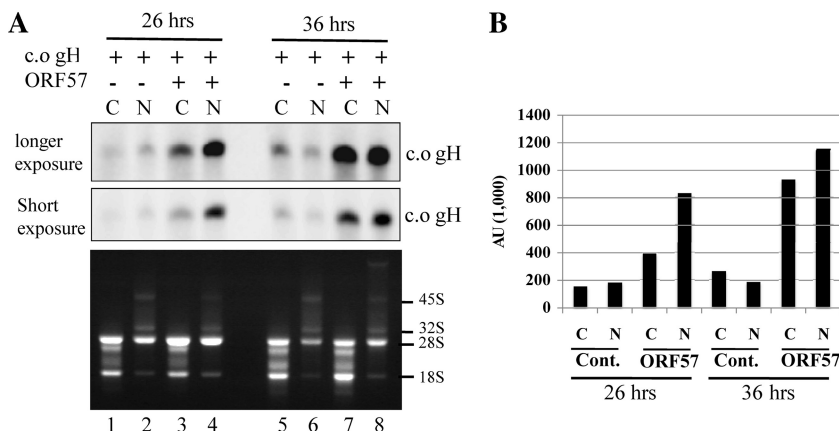 A
26 hrs 36 hrs
c.o gH + + + + + + + +
ORF57 - - + + - - + +
C N C N C N C N
longer
exposure
c.o gH
Short
exposure
c.o gH
45S
32S
28S
18S
1 2 3 4 5 6 7 8
B
AU (1,000)
1400
1200
1000
800
600
400
200
0
C N C N C N C N
Cont. ORF57 Cont. ORF57
26 hrs 36 hrs